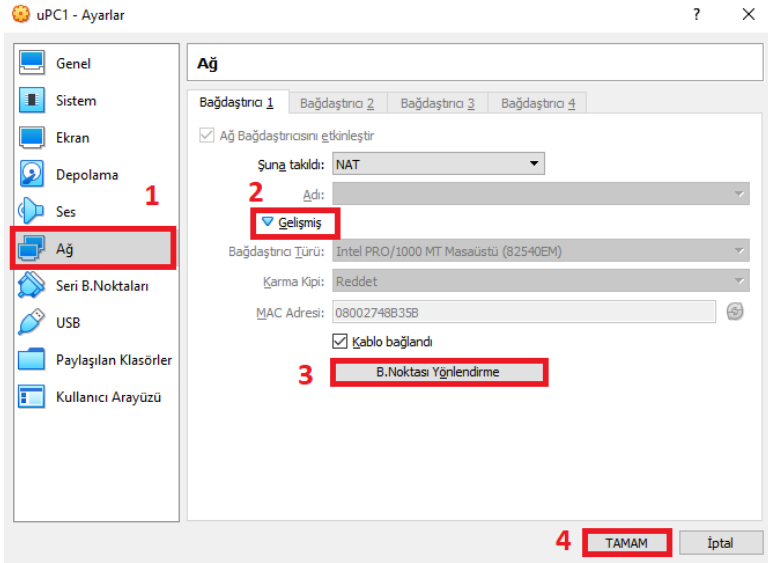 uPC1 - Ayarlar
?
Genel
Sistem
Ekran
Depolama
1
Ses
Ağ
Seri B.Noktaları
USB
Paylaşılan Klasörler
Kullanıcı Arayüzü
Ağ
Bağdaştırıcı 1 Bağdaştırıcı 2 Bağdaştırıcı 3 Bağdaştırıcı 4
Ağ Bağdaştırıcısını etkinleştir
Şuna takıldı: NAT
2
Adı:
Gelişmiş
Bağdaştırıcı Türü: Intel PRO/1000 MT Masaüstü (82540EM)
Karma Kipi: Reddet
MAC Adresi: 08002748B35B
Kablo bağlandı
3 B.Noktası Yönlendirme
4 TAMAM İptal